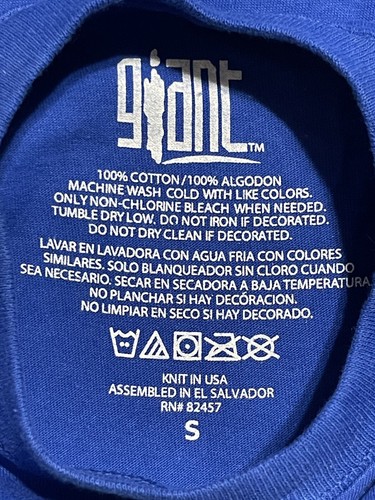 giant™
100% COTTON/100% ALGODON
MACHINE WASH COLD WITH LIKE COLORS.
ONLY NON-CHLORINE BLEACH WHEN NEEDED.
TUMBLE DRY LOW. DO NOT IRON IF DECORATED.
DO NOT DRY CLEAN IF DECORATED.
LAVAR EN LAVADORA CON AGUA FRIA CON COLORES
SIMILARES. SOLO BLANQUEADOR SIN CLORO CUANDO
SEA NECESARIO. SECAR EN SECADORA A BAJA TEMPERATURA.
NO PLANCHAR SI HAY DECÓRACION.
NO LIMPIAR EN SECO SI HAY DECORADO.
KNIT IN USA
ASSEMBLED IN EL SALVADOR
RN# 82457
S